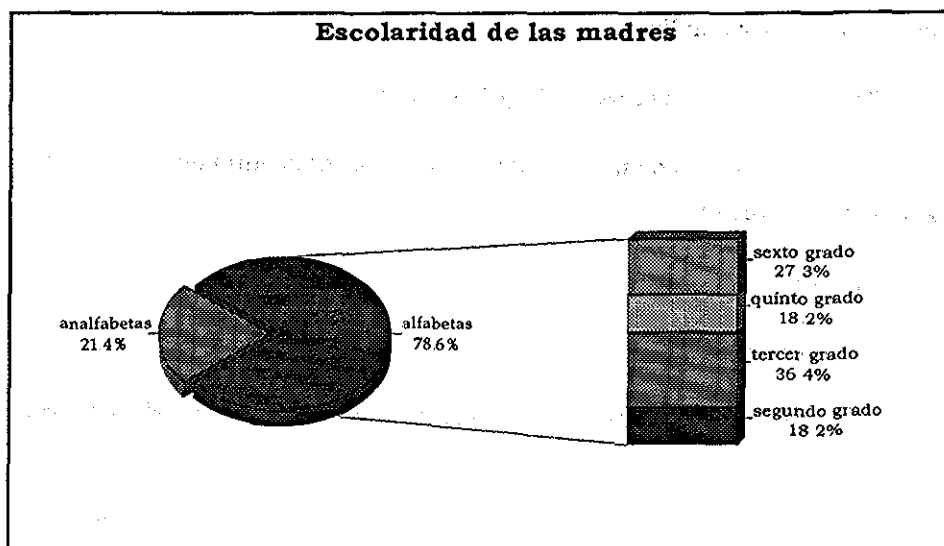 Escolaridad de las madres
analfabetas
21.4%
alfabetas
78.6%
sexto grado
27 3%
quinto grado
18.2%
tercer grado
36 4%
segundo grado
18 2%